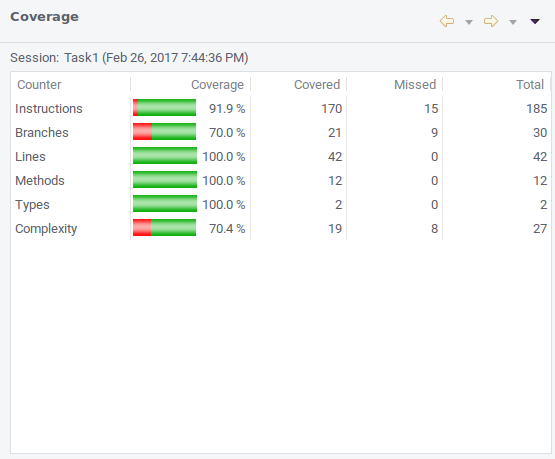 Coverage
Session: Task1 (Feb 26, 2017 7:44:36 PM)
Counter Coverage Covered Missed Total
Instructions 91.9 % 170 15 185
Branches 70.0 % 21 9 30
Lines 100.0 % 42 0 42
Methods 100.0 % 12 0 12
Types 100.0 % 2 0 2
Complexity 70.4 % 19 8 27